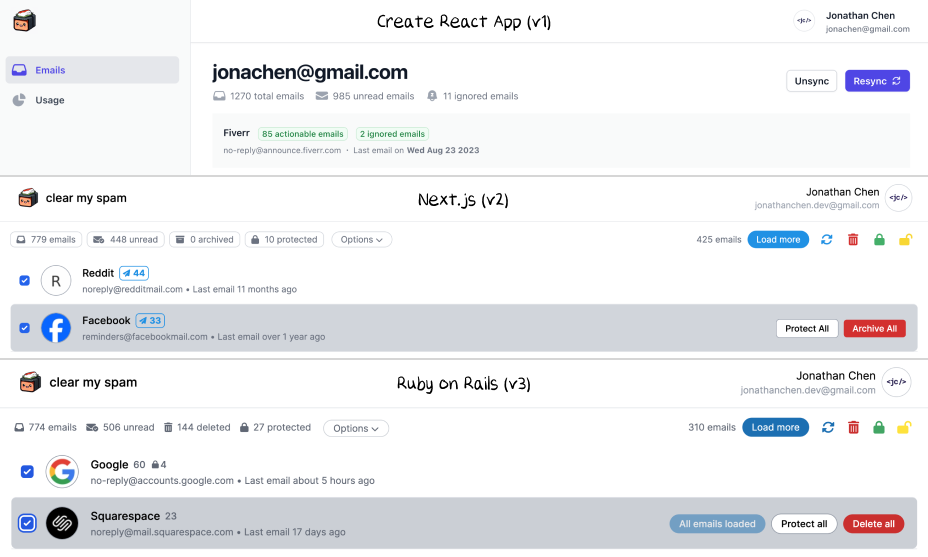 Create React App (v1)
<jc/>
Jonathan Chen
jonachen@gmail.com
Emails
Usage
jonachen@gmail.com
1270 total emails 985 unread emails 11 ignored emails
Unsync Resync
Fiverr 85 actionable emails 2 ignored emails
no-reply@announce.fiverr.com · Last email on Wed Aug 23 2023
clear my spam
Next.js (v2)
Jonathan Chen
jonathanchen.dev@gmail.com
<jc/>
779 emails 448 unread 0 archived 10 protected Options
425 emails Load more
R
Reddit 44
noreply@redditmail.com • Last email 11 months ago
Facebook 33
reminders@facebookmail.com • Last email over 1 year ago
Protect All Archive All
clear my spam
Ruby on Rails (v3)
Jonathan Chen
jonathanchen.dev@gmail.com
<jc/>
774 emails 506 unread 144 deleted 27 protected Options
310 emails Load more
Google 60 4
no-reply@accounts.google.com • Last email about 5 hours ago
Squarespace 23
noreply@mail.squarespace.com • Last email 17 days ago
All emails loaded Protect all Delete all